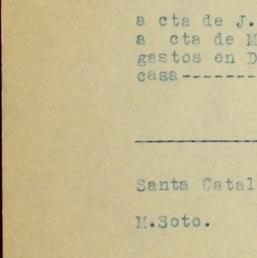 a cta de J.
a cta de M
gastos en D
casa-------
Santa Catal
M.Soto.